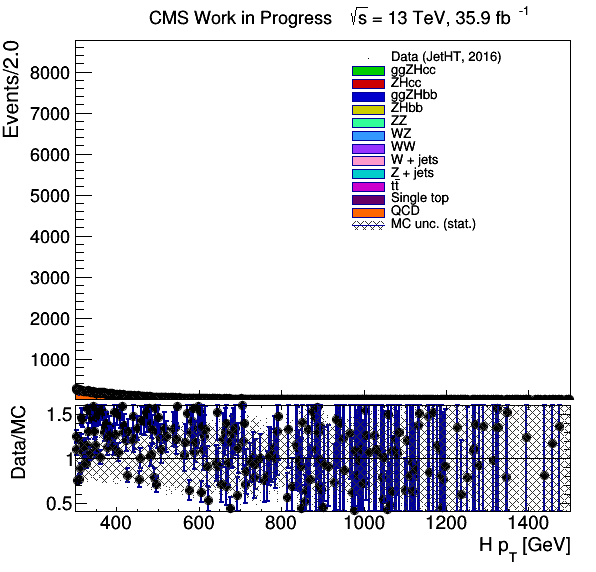 CMS Work in Progress √s = 13 TeV, 35.9 fb⁻¹
Events/2.0
8000
7000
6000
5000
4000
3000
2000
1000
Data (JetHT, 2016)
ggZHcc
ZHcc
ggZHbb
ZHbb
ZZ
WZ
WW
W + jets
Z + jets
tt̄
Single top
QCD
MC unc. (stat.)
Data/MC
1.5
1
0.5
400 600 800 1000 1200 1400
H p_T [GeV]